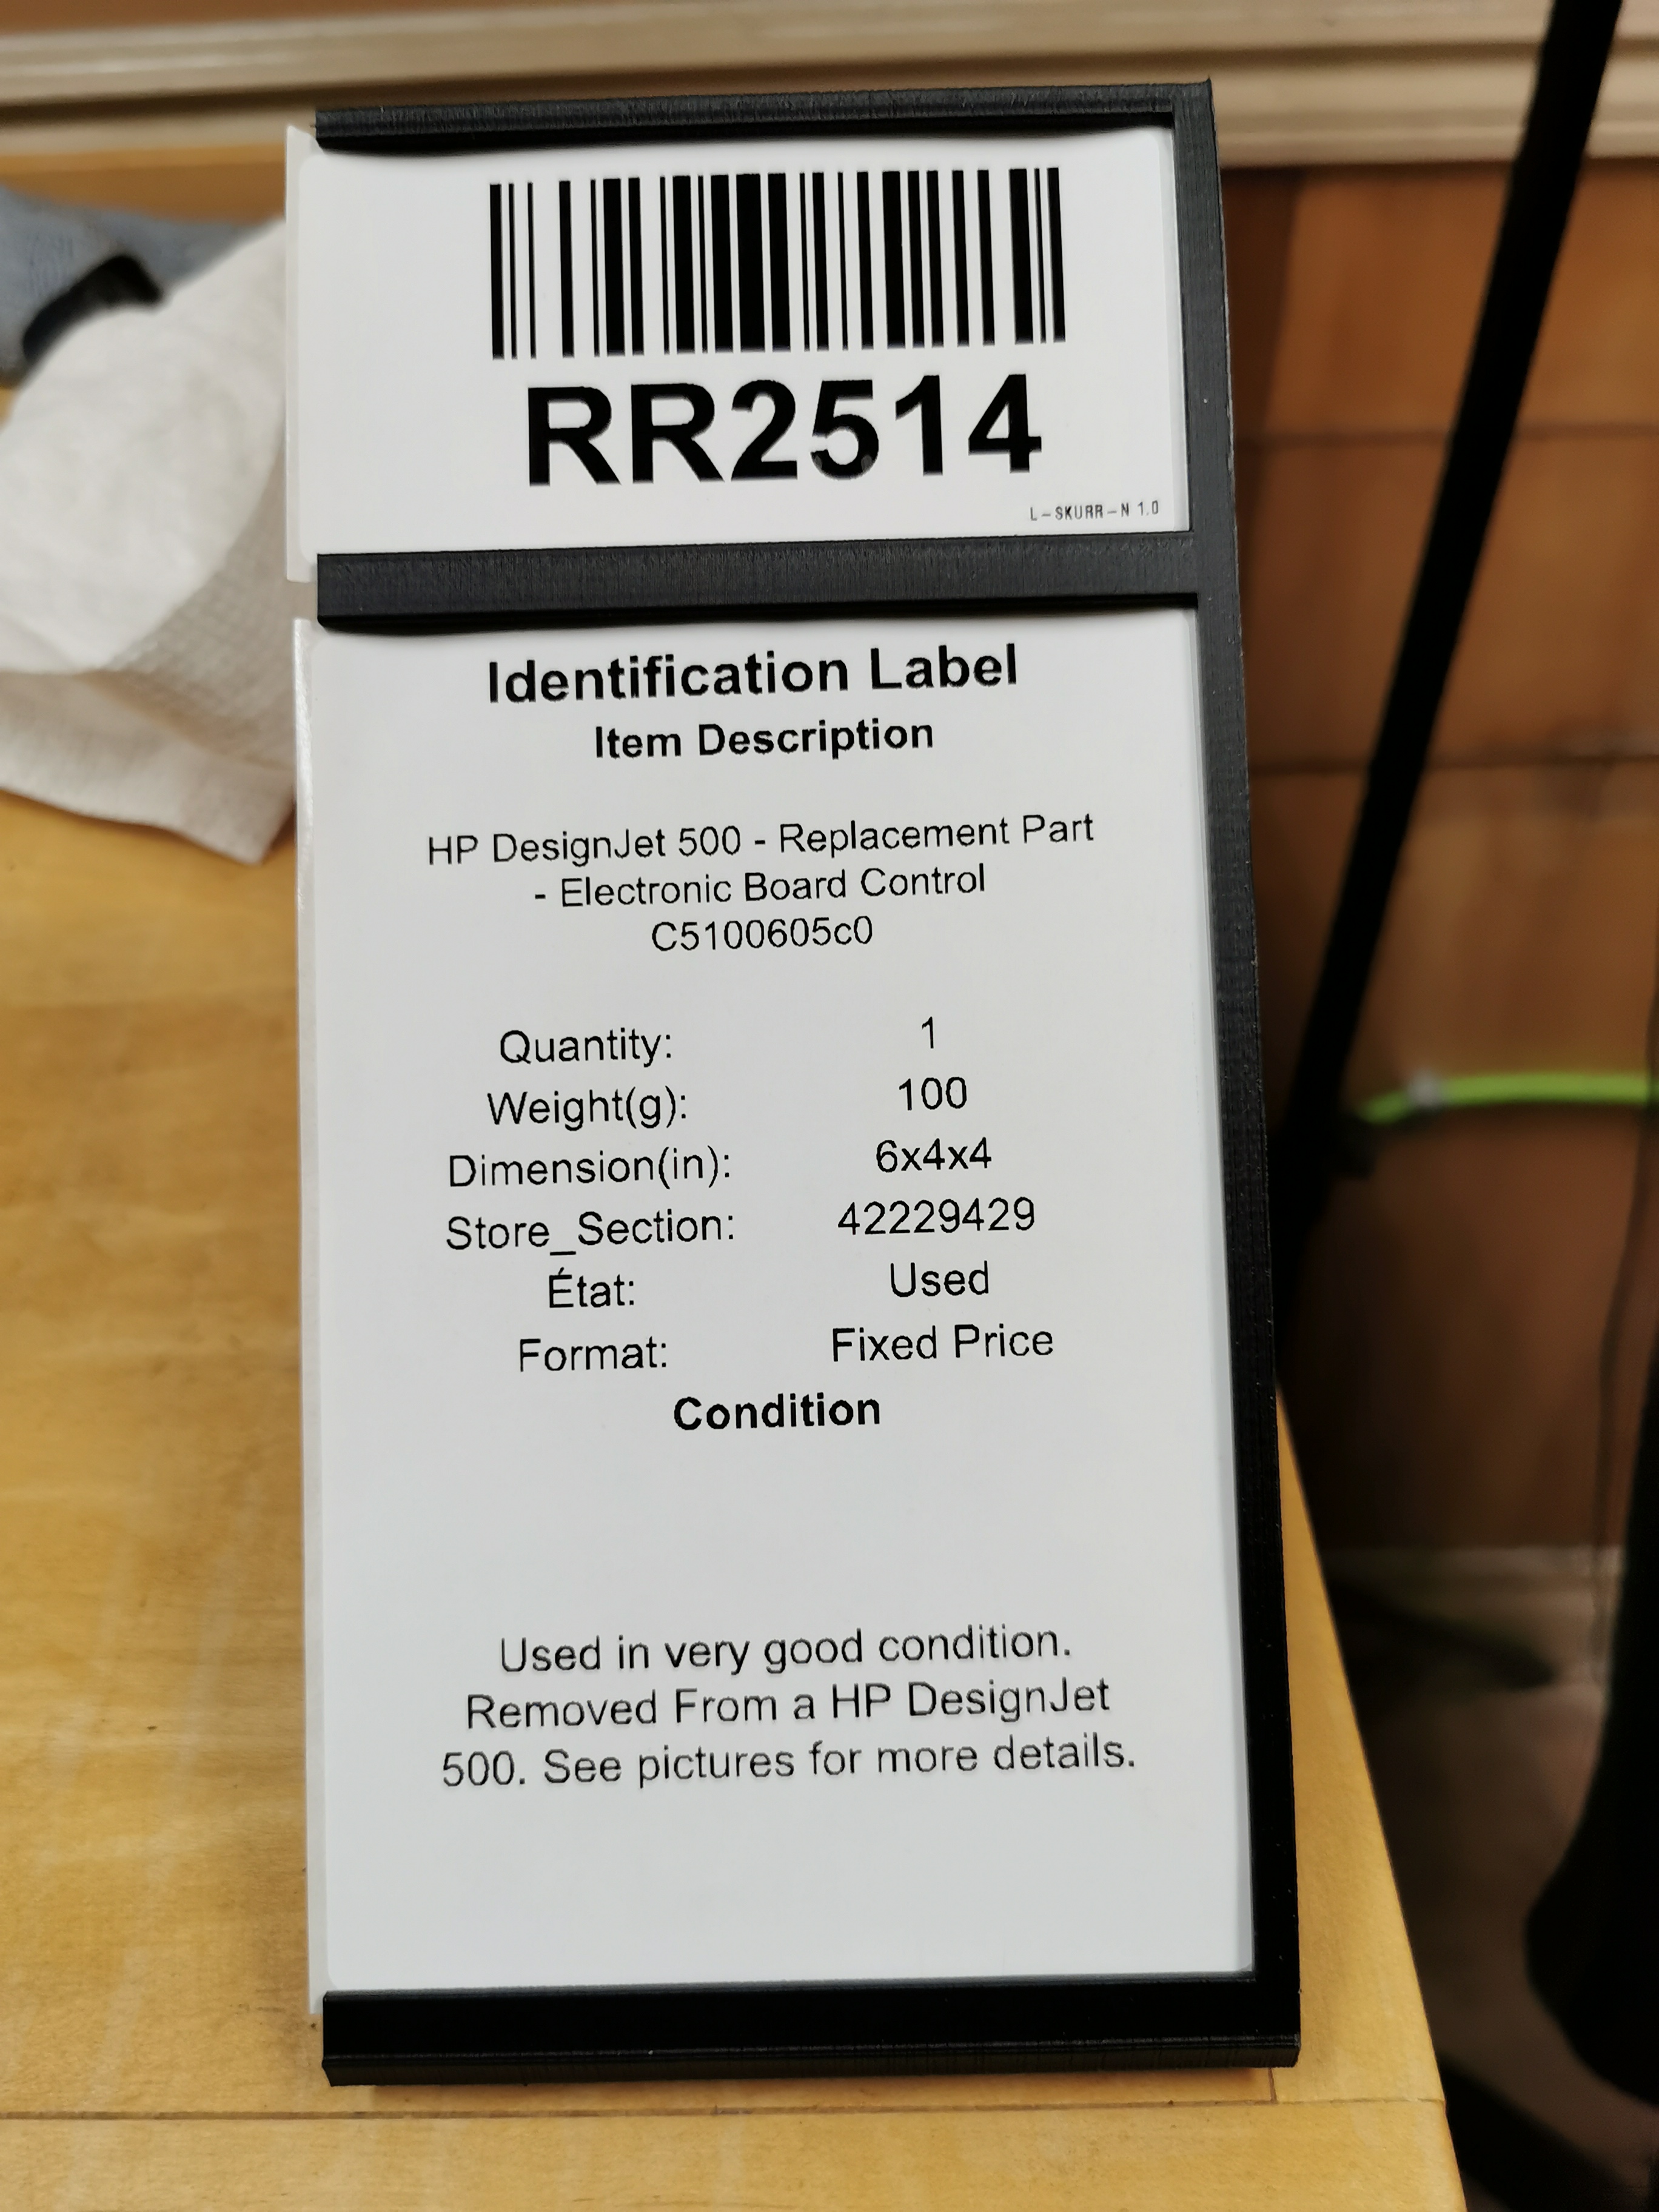 RR2514
L-SKURR-N 1.0
Identification Label
Item Description
HP DesignJet 500 - Replacement Part
- Electronic Board Control
C5100605c0
Quantity: 1
Weight(g): 100
Dimension(in): 6x4x4
Store_Section: 42229429
État: Used
Format: Fixed Price
Condition
Used in very good condition.
Removed From a HP DesignJet
500. See pictures for more details.